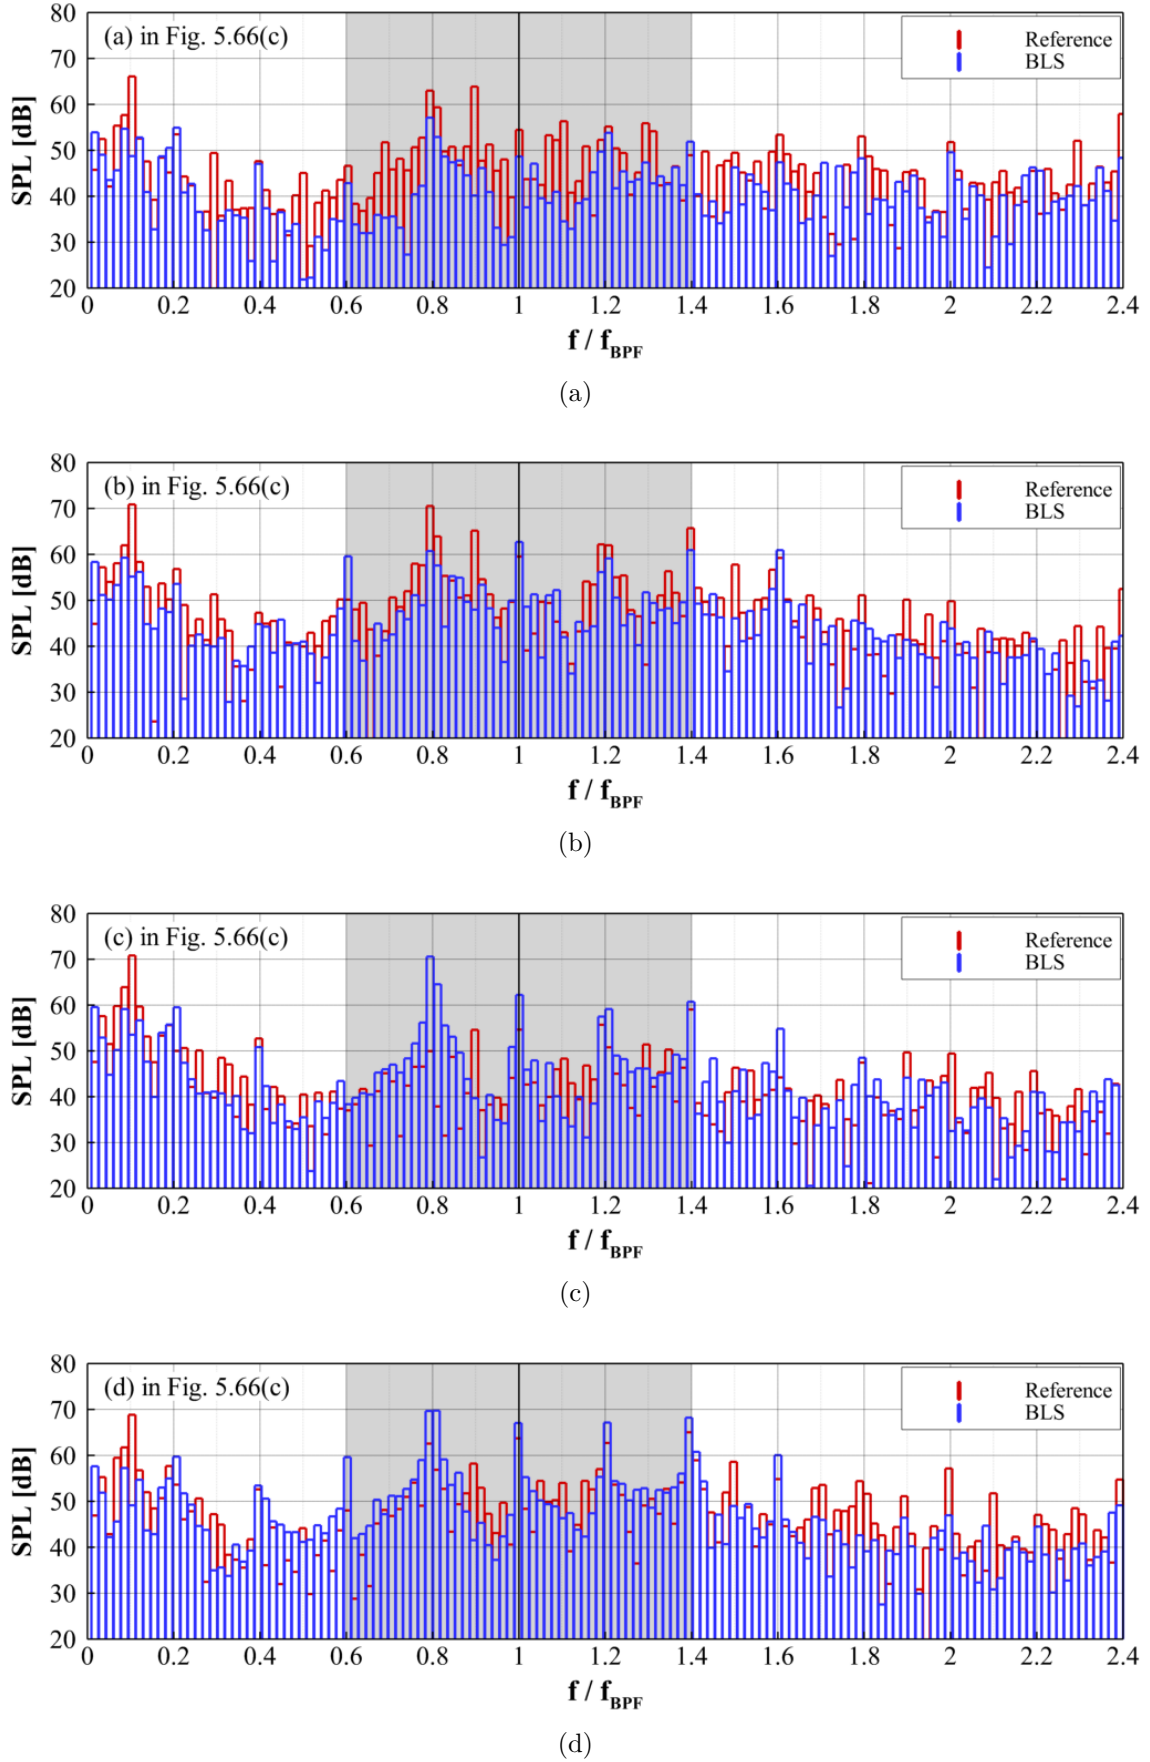 (a) in Fig. 5.66(c)
Reference
BLS
SPL [dB]
80
70
60
50
40
30
20
0 0.2 0.4 0.6 0.8 1 1.2 1.4 1.6 1.8 2 2.2 2.4
f / fBPF
(a)
(b) in Fig. 5.66(c)
Reference
BLS
SPL [dB]
80
70
60
50
40
30
20
0 0.2 0.4 0.6 0.8 1 1.2 1.4 1.6 1.8 2 2.2 2.4
f / fBPF
(b)
(c) in Fig. 5.66(c)
Reference
BLS
SPL [dB]
80
70
60
50
40
30
20
0 0.2 0.4 0.6 0.8 1 1.2 1.4 1.6 1.8 2 2.2 2.4
f / fBPF
(c)
(d) in Fig. 5.66(c)
Reference
BLS
SPL [dB]
80
70
60
50
40
30
20
0 0.2 0.4 0.6 0.8 1 1.2 1.4 1.6 1.8 2 2.2 2.4
f / fBPF
(d)